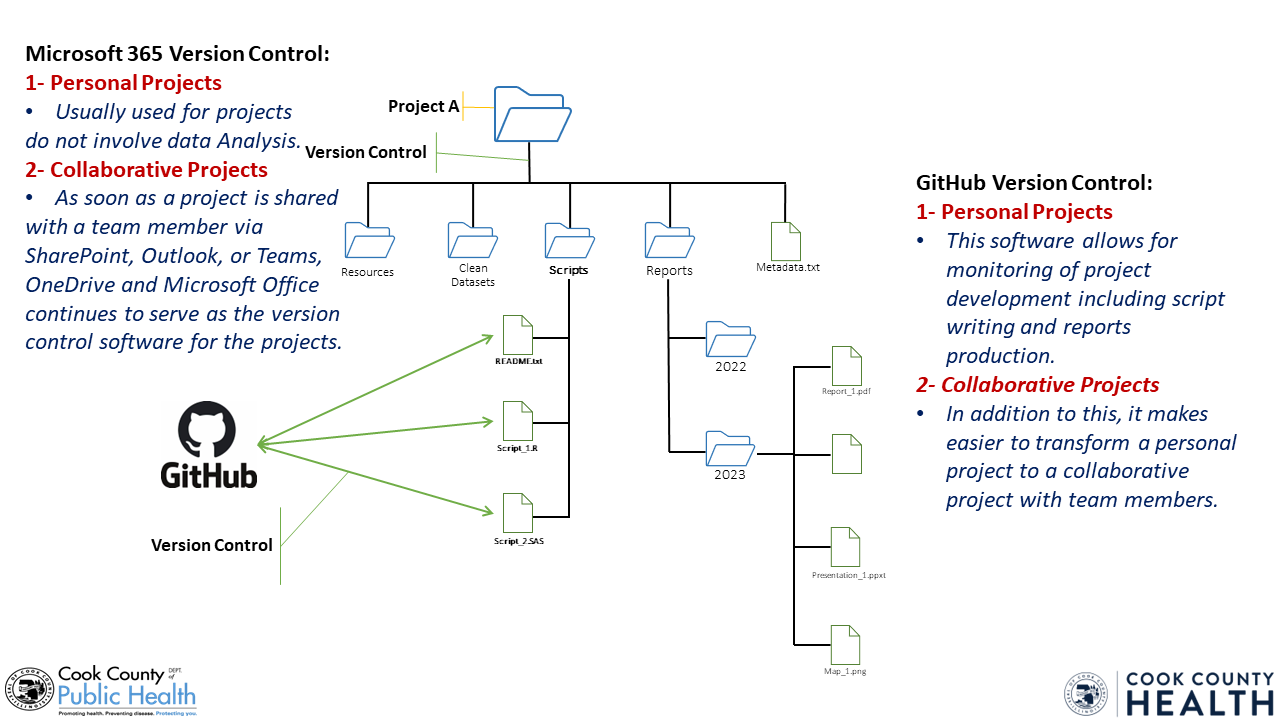 Microsoft 365 Version Control:
1- Personal Projects
• Usually used for projects
do not involve data Analysis.
2- Collaborative Projects
• As soon as a project is shared
with a team member via
SharePoint, Outlook, or Teams,
OneDrive and Microsoft Office
continues to serve as the version
control software for the projects.
Project A
Version Control
Resources
Clean
Datasets
Scripts
Reports
Metadata.txt
README.txt
Script_1.R
Script_2.SAS
2022
2023
Report_1.pdf
Presentation_1.ppxt
Map_1.png
GitHub
Version Control
GitHub Version Control:
1- Personal Projects
• This software allows for
monitoring of project
development including script
writing and reports
production.
2- Collaborative Projects
• In addition to this, it makes
easier to transform a personal
project to a collaborative
project with team members.
Cook County DEPT. of
Public Health
Promoting health. Preventing disease. Protecting you.
COOK COUNTY
HEALTH